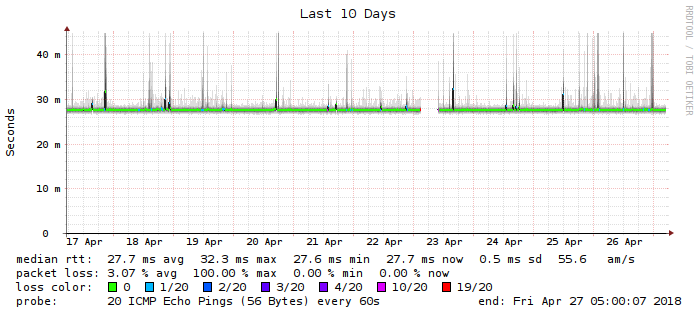 Last 10 Days
RRDTOOL / TOBI OETIKER
Seconds
40 m
30 m
20 m
10 m
0
17 Apr 18 Apr 19 Apr 20 Apr 21 Apr 22 Apr 23 Apr 24 Apr 25 Apr 26 Apr
median rtt: 27.7 ms avg 32.3 ms max 27.6 ms min 27.7 ms now 0.5 ms sd 55.6 am/s
packet loss: 3.07 % avg 100.00 % max 0.00 % min 0.00 % now
loss color: 0 1/20 2/20 3/20 4/20 10/20 19/20
probe: 20 ICMP Echo Pings (56 Bytes) every 60s end: Fri Apr 27 05:00:07 2018